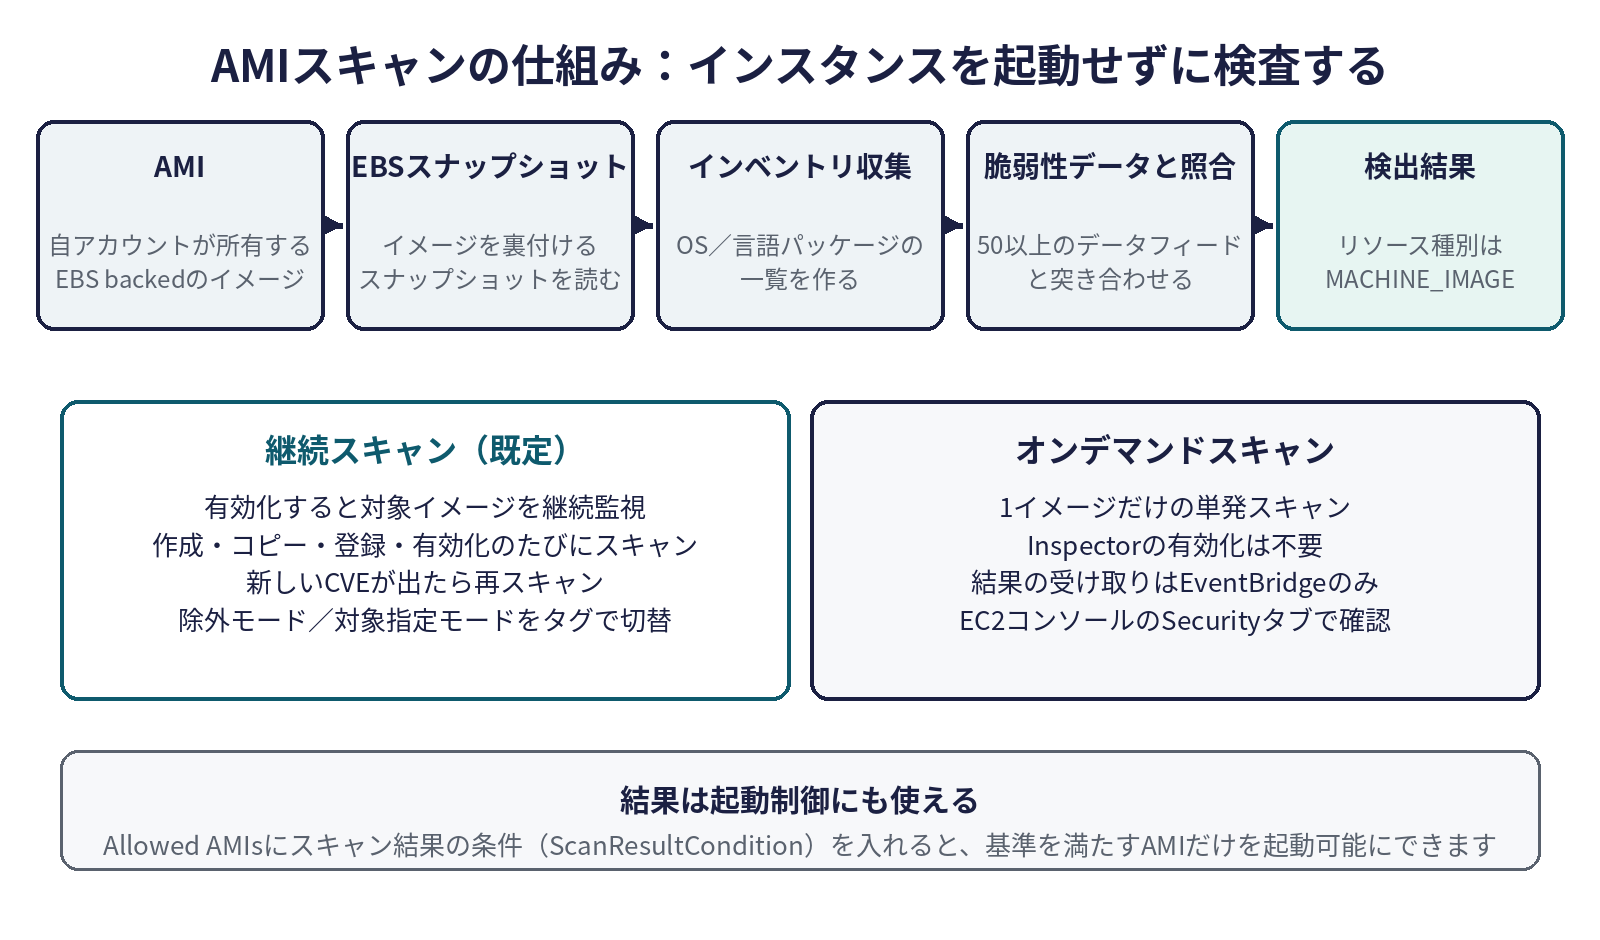 AMIスキャンの仕組み：インスタンスを起動せずに検査する
AMI
自アカウントが所有する
EBS backedのイメージ
EBSスナップショット
イメージを裏付ける
スナップショットを読む
インベントリ収集
OS／言語パッケージの
一覧を作る
脆弱性データと照合
50以上のデータフィード
と突き合わせる
検出結果
リソース種別は
MACHINE_IMAGE
継続スキャン（既定）
有効化すると対象イメージを継続監視
作成・コピー・登録・有効化のたびにスキャン
新しいCVEが出たら再スキャン
除外モード／対象指定モードをタグで切替
オンデマンドスキャン
1イメージだけの単発スキャン
Inspectorの有効化は不要
結果の受け取りはEventBridgeのみ
EC2コンソールのSecurityタブで確認
結果は起動制御にも使える
Allowed AMIsにスキャン結果の条件（ScanResultCondition）を入れると、基準を満たすAMIだけを起動可能にできます